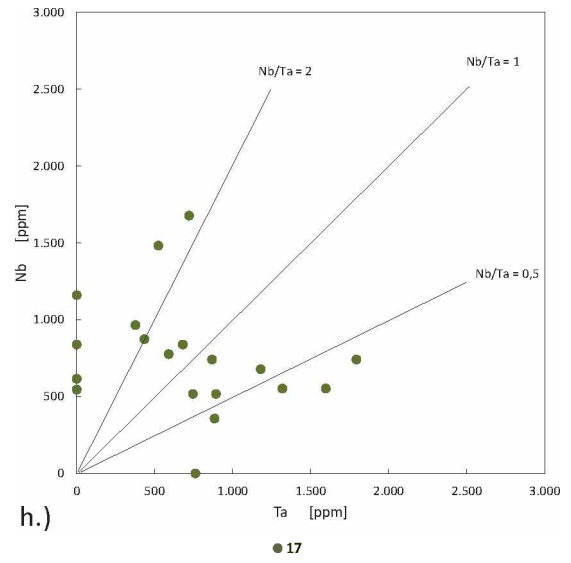 3.000
2.500
2.000
1.500
1.000
500
0
Nb [ppm]
Nb/Ta = 2
Nb/Ta = 1
Nb/Ta = 0,5
0 500 1.000 1.500 2.000 2.500 3.000
Ta [ppm]
h.)
17